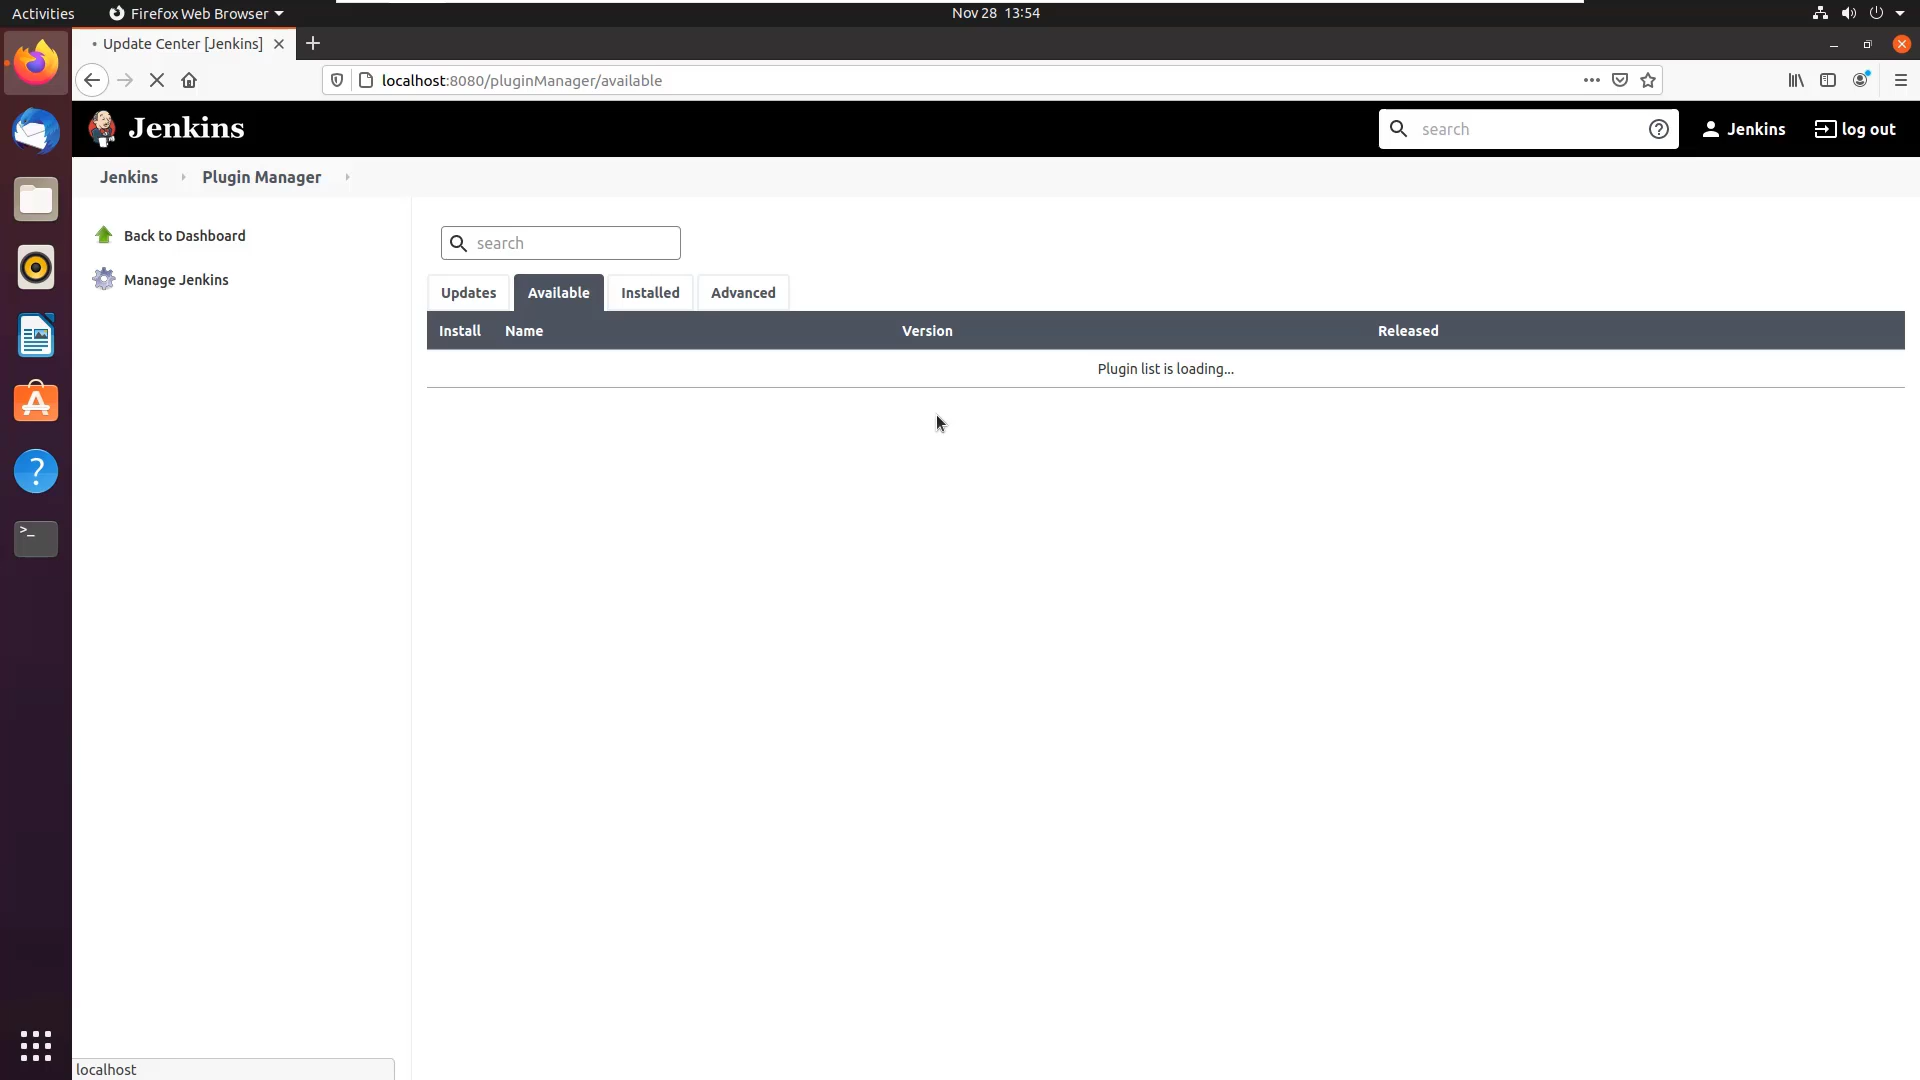 Activities Firefox Web Browser Nov 28 13:54
• Update Center [Jenkins]
localhost:8080/pluginManager/available
Jenkins search Jenkins log out
Jenkins Plugin Manager
Back to Dashboard
Manage Jenkins
search
Updates Available Installed Advanced
Install Name Version Released
Plugin list is loading...
localhost